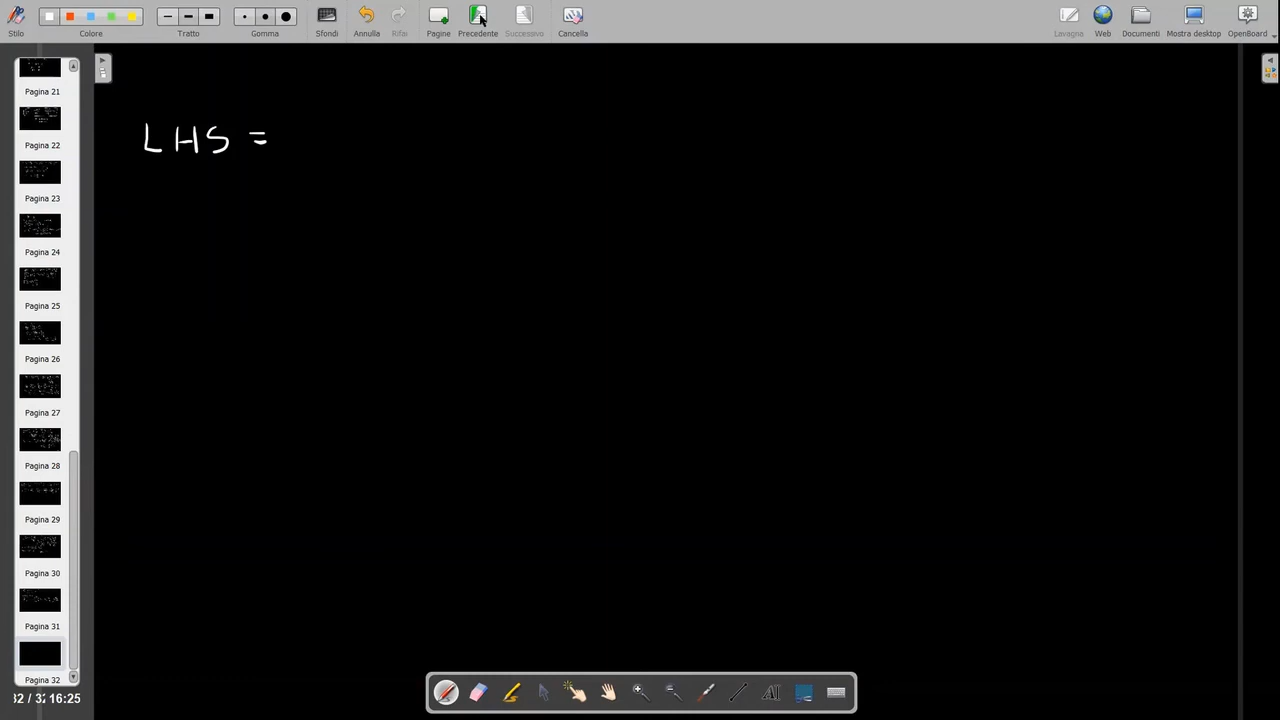 Stilo
Colore
Tratto
Gomma
Sfondi
Annulla
Rifai
Pagine
Precedente
Successivo
Cancella
Lavagna
Web
Documenti
Mostra desktop
OpenBoard
LHS =
Pagina 21
Pagina 22
Pagina 23
Pagina 24
Pagina 25
Pagina 26
Pagina 27
Pagina 28
Pagina 29
Pagina 30
Pagina 31
Pagina 32
16:25
AI